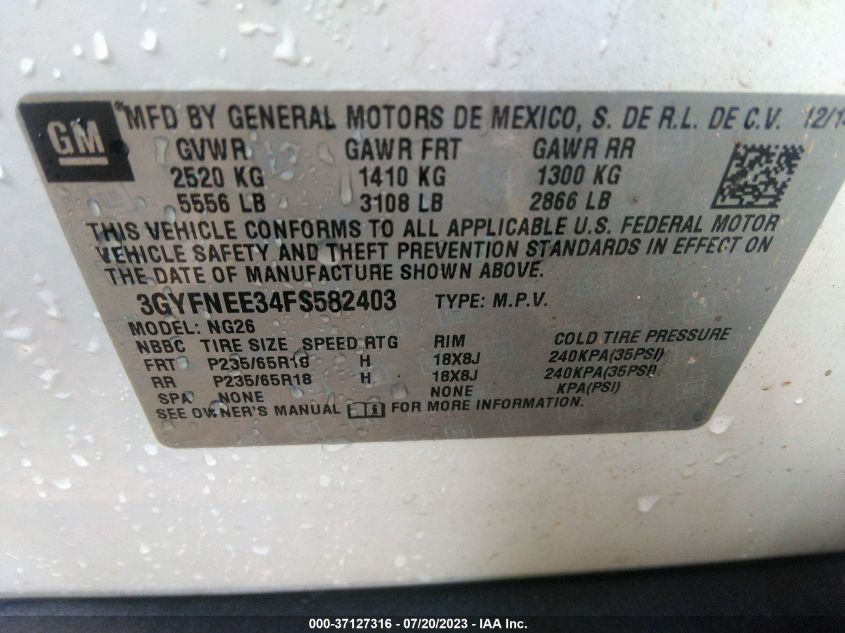 GM
MFD BY GENERAL MOTORS DE MEXICO, S. DE R.L. DE C.V. 12/1
GVWR GAWR FRT GAWR RR
2520 KG 1410 KG 1300 KG
5556 LB 3108 LB 2866 LB
THIS VEHICLE CONFORMS TO ALL APPLICABLE U.S. FEDERAL MOTOR
VEHICLE SAFETY AND THEFT PREVENTION STANDARDS IN EFFECT ON
THE DATE OF MANUFACTURE SHOWN ABOVE.
3GYFNEE34FS582403 TYPE: M.P.V.
MODEL: NG26
NBBC TIRE SIZE SPEED RTG RIM COLD TIRE PRESSURE
FRT P235/65R18 H 18X8J 240KPA(35PSI)
RR P235/65R18 H 18X8J 240KPA(35PSI)
SPA NONE NONE KPA(PSI)
SEE OWNER'S MANUAL FOR MORE INFORMATION.
000-37127316 - 07/20/2023 - IAA Inc.